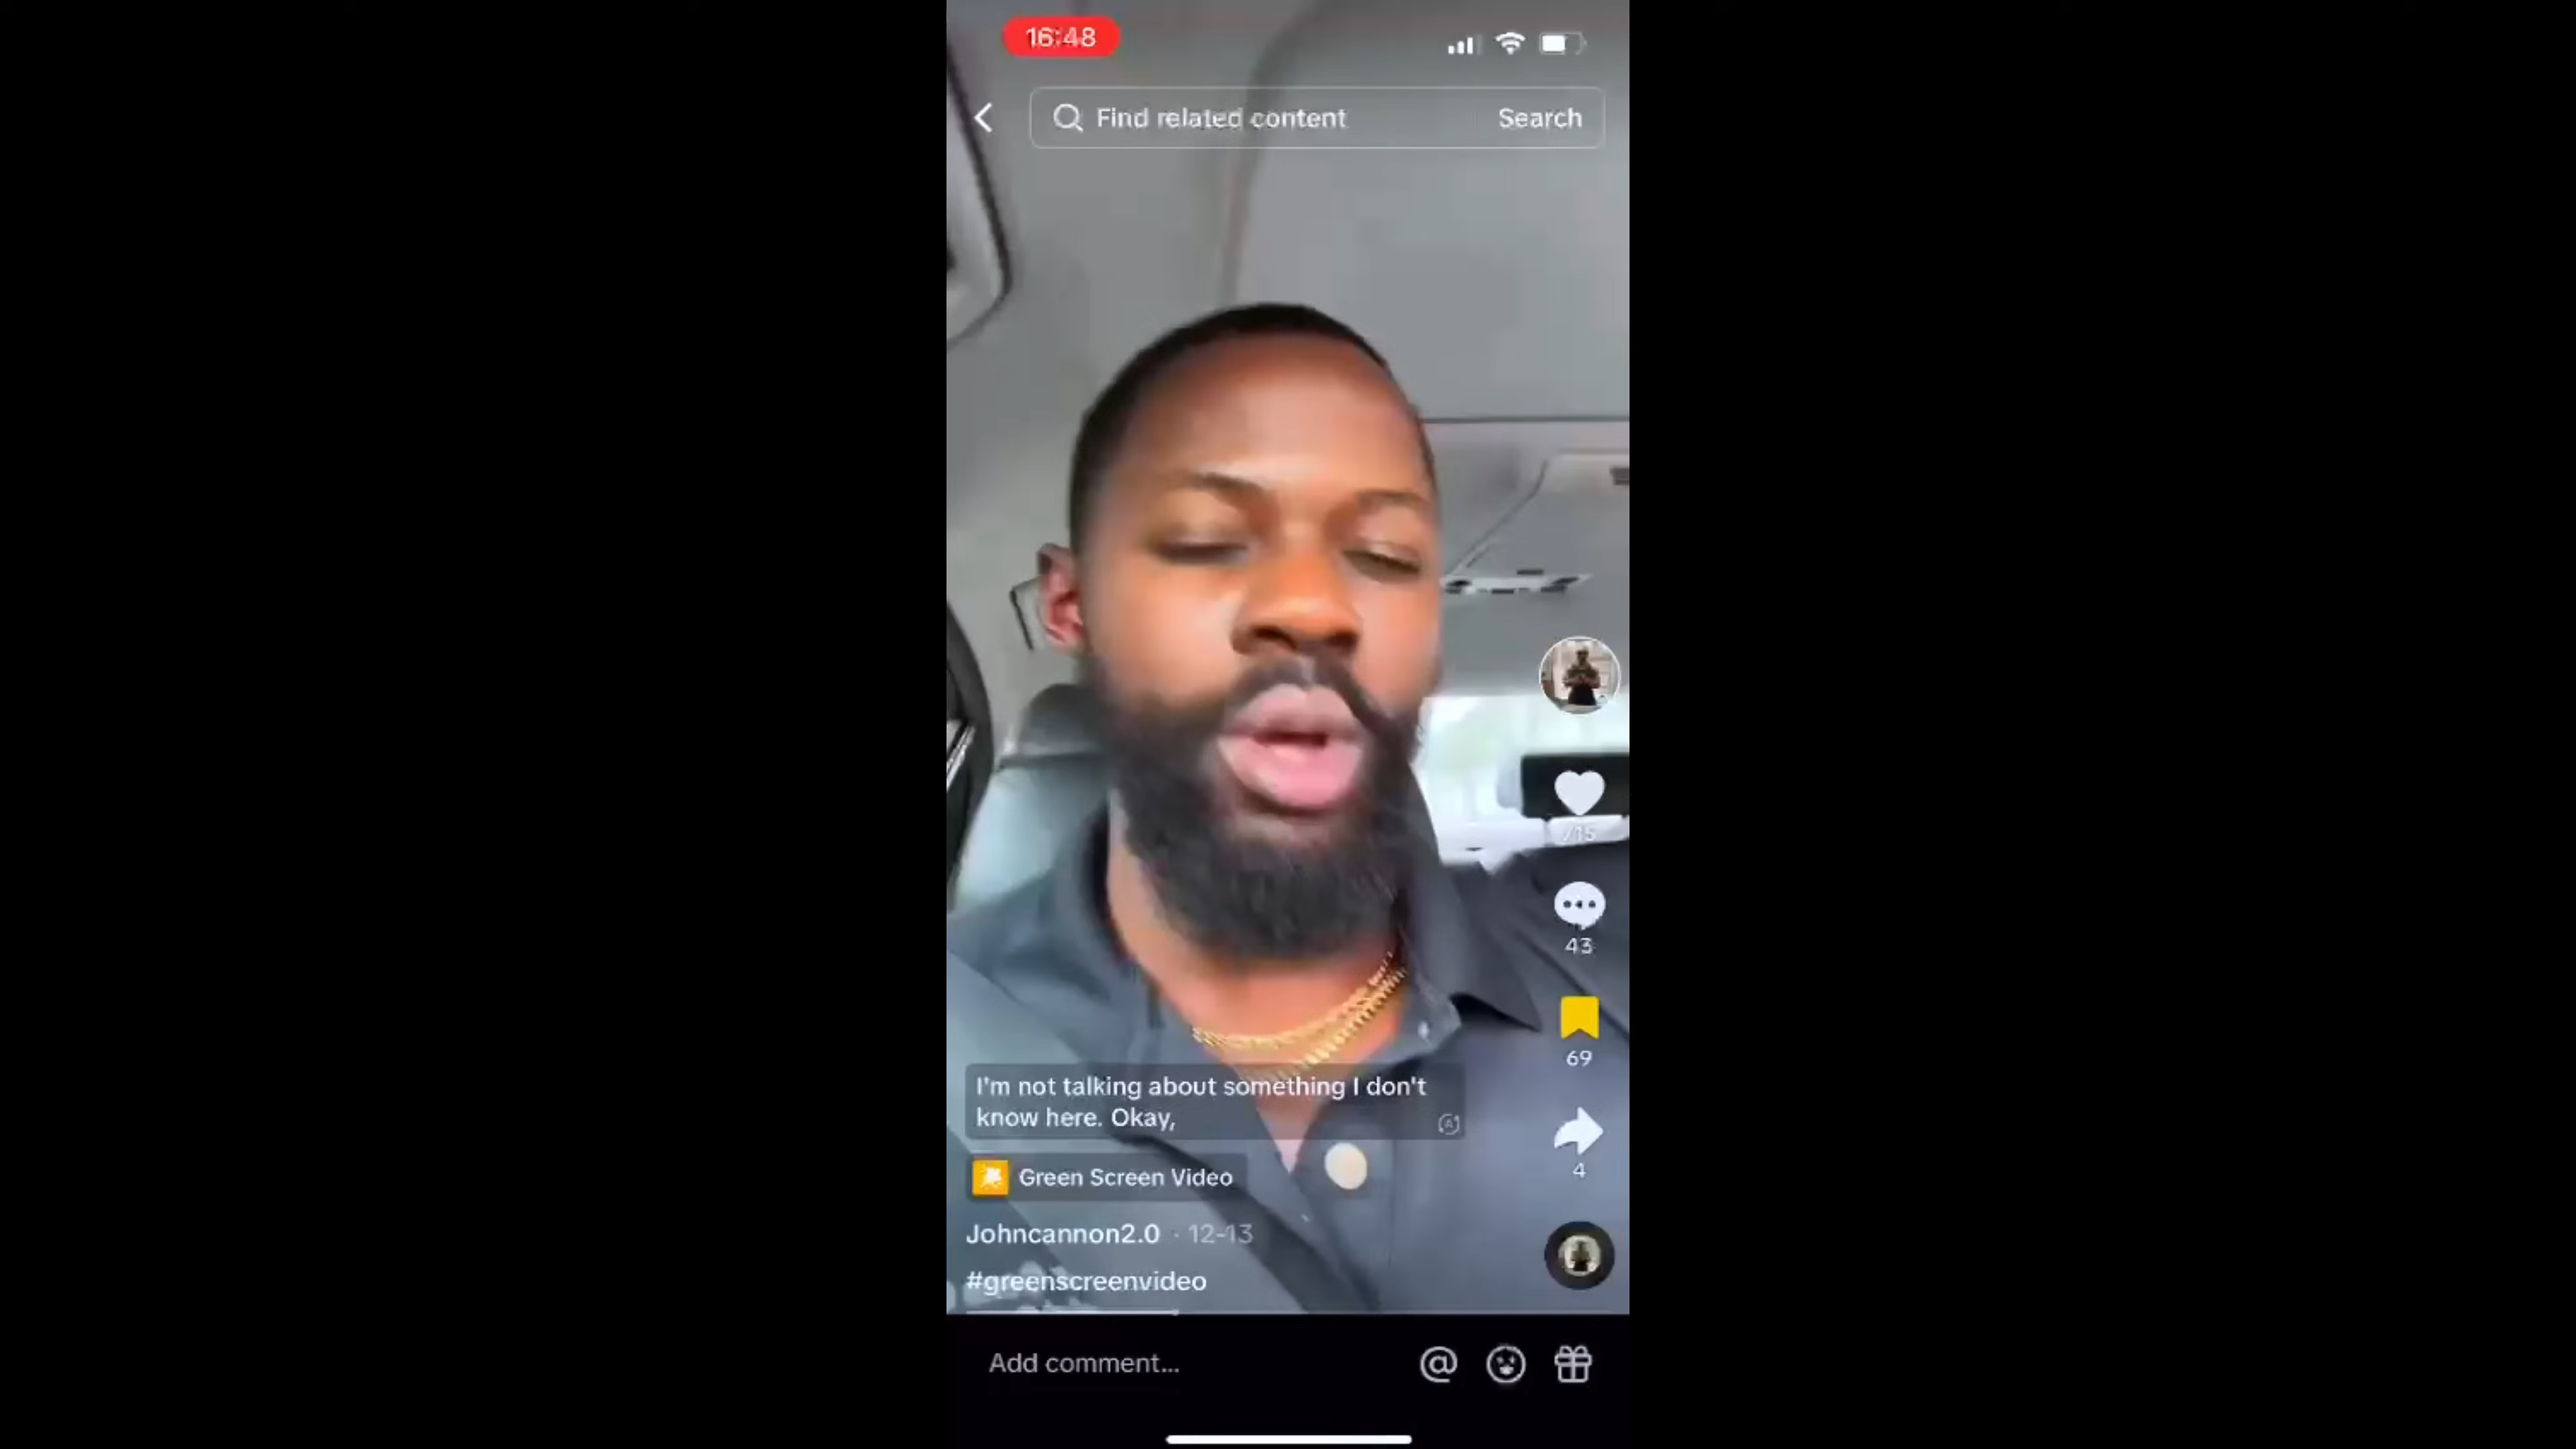 16:48
Find related content
Search
715
43
69
4
I'm not talking about something I don't
know here. Okay,
Green Screen Video
Johncannon2.0 · 12-13
#greenscreenvideo
Add comment...